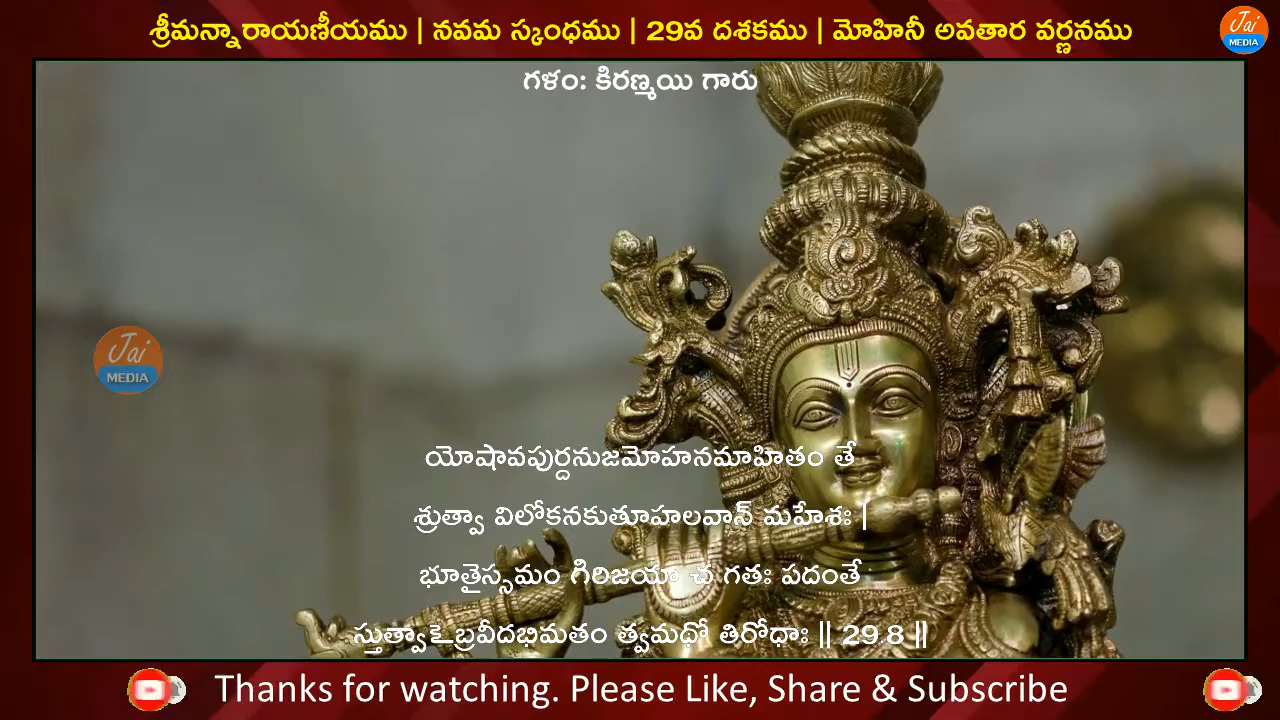 శ్రీమన్నారాయణీయము | నవమ స్కంధము | 29వ దశకము | మోహినీ అవతార వర్ణనము
Jai
MEDIA
గళం: కిరణ్మయి గారు
Jai
MEDIA
యోషావపుర్దనుజమోహనమాహితం తే
శ్రుత్వా విలోకనకుతూహలవాన్ మహేశః |
భూతైస్సమం గిరిజయా చ గతః పదంతే
స్తుత్వాఽబ్రవీదభిమతం త్వమథో తిరోధాః || 29.8 ||
Thanks for watching. Please Like, Share & Subscribe